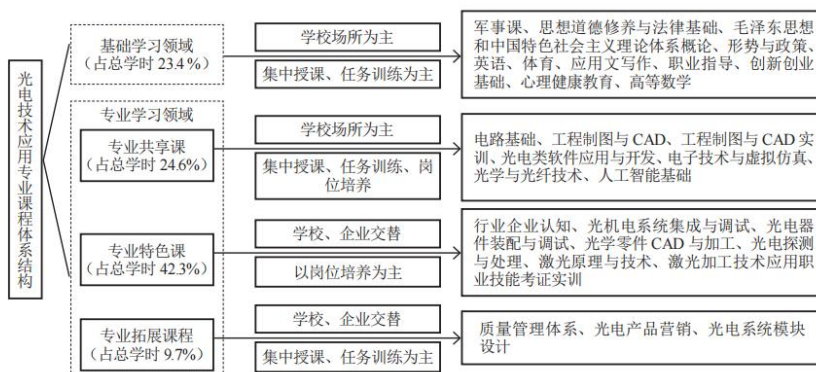 光电技术应用专业课程体系结构
基础学习领域
（占总学时 23.4 %）
学校场所为主
集中授课、任务训练为主
军事课、思想道德修养与法律基础、毛泽东思想
和中国特色社会主义理论体系概论、形势与政策、
英语、体育、应用文写作、职业指导、创新创业
基础、心理健康教育、高等数学
专业学习领域
专业共享课
（占总学时 24.6%）
学校场所为主
集中授课、任务训练、岗
位培养
电路基础、工程制图与 CAD、工程制图与 CAD 实
训、光电类软件应用与开发、电子技术与虚拟仿真、
光学与光纤技术、人工智能基础
专业特色课
（占总学时 42.3%）
学校、企业交替
以岗位培养为主
行业企业认知、光机电系统集成与调试、光电器
件装配与调试、光学零件 CAD 与加工、光电探测
与处理、激光原理与技术、激光加工技术应用职
业技能考证实训
专业拓展课程
（占总学时 9.7%）
学校、企业交替
集中授课、任务训练为主
质量管理体系、光电产品营销、光电系统模块
设计